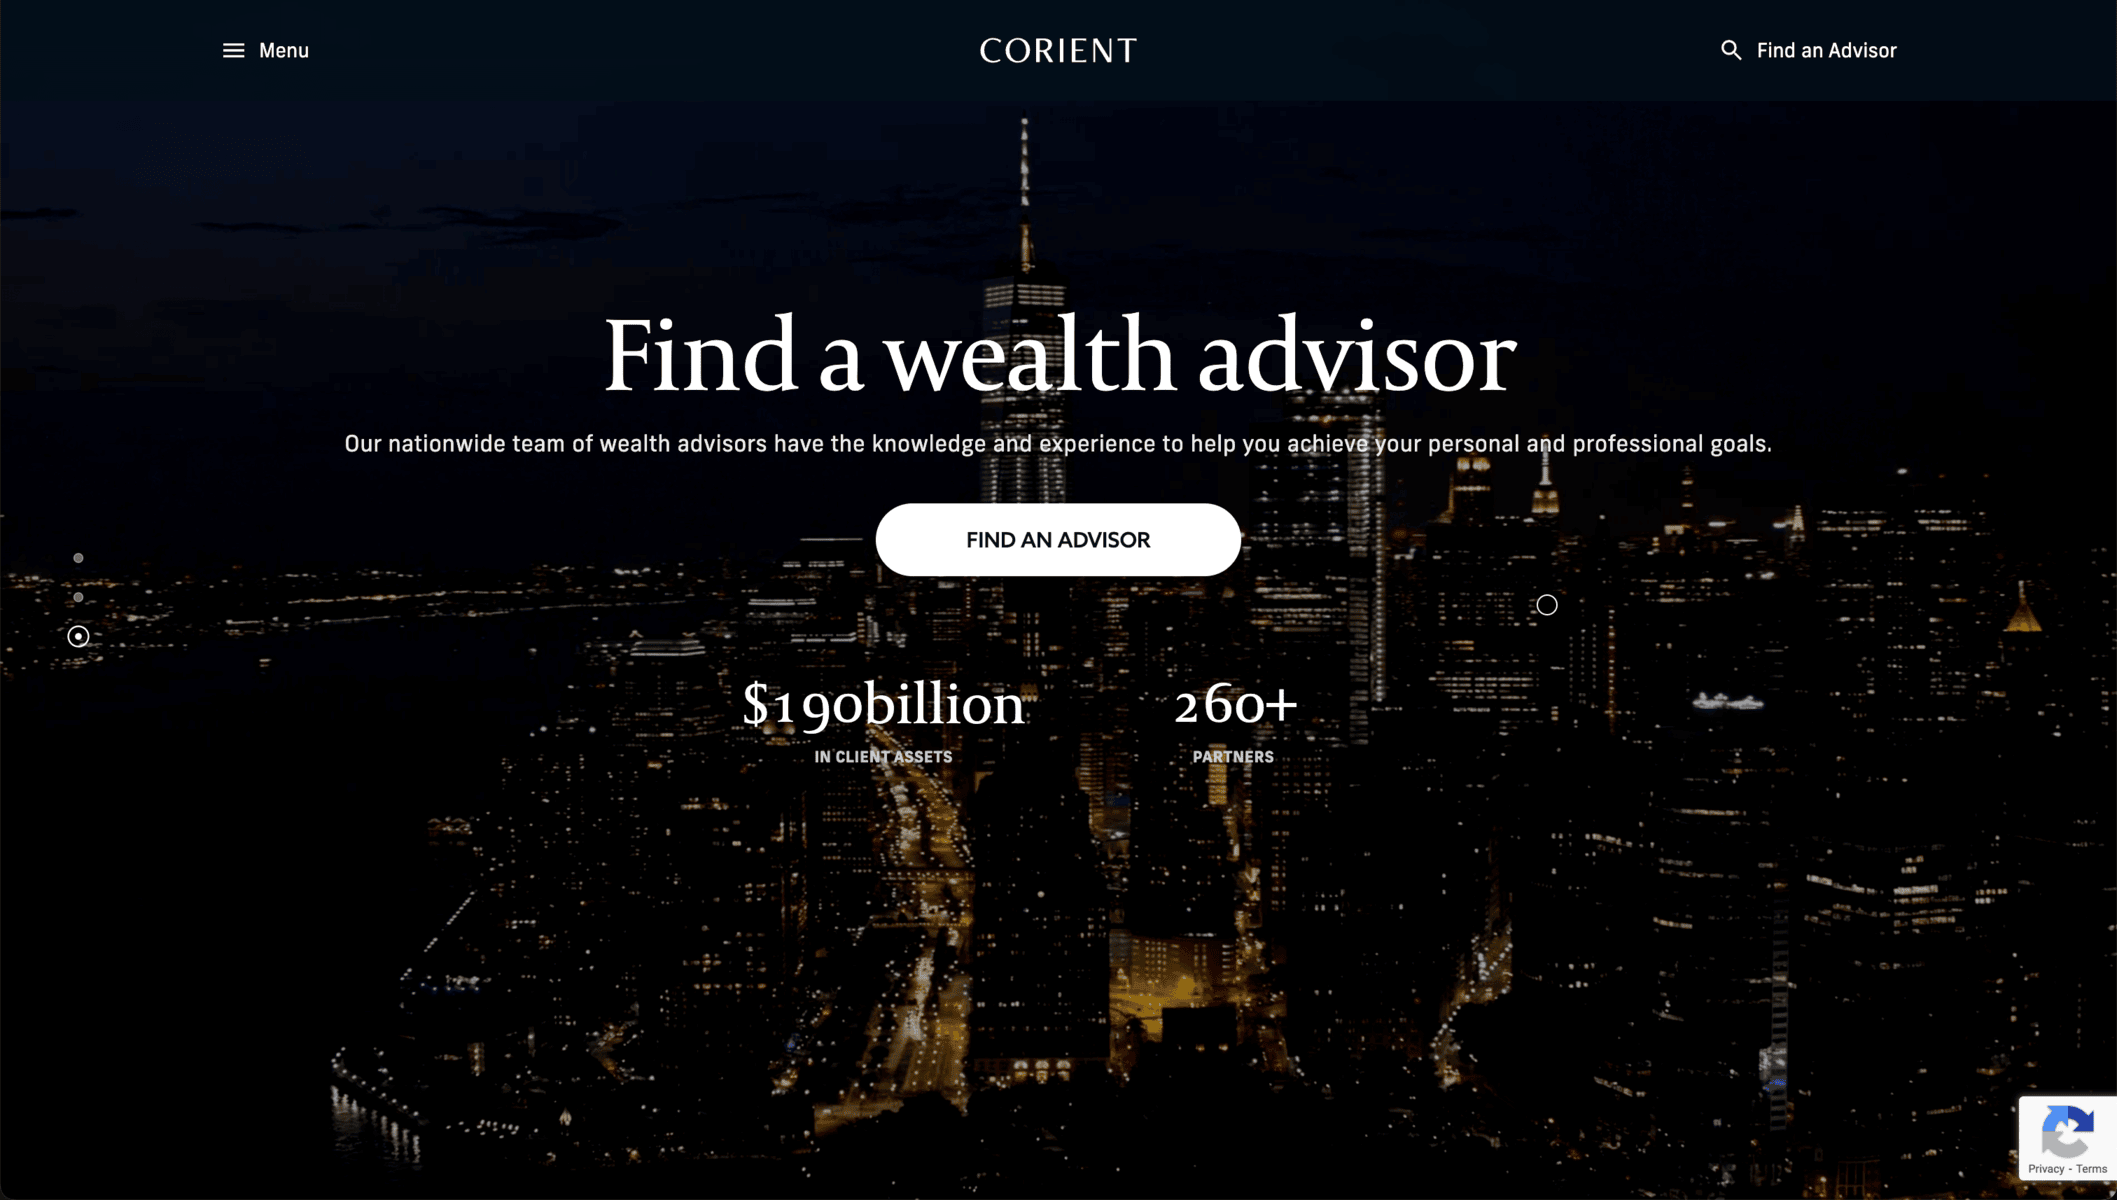 Menu
CORIENT
Find an Advisor
Find a wealth advisor
Our nationwide team of wealth advisors have the knowledge and experience to help you achieve your personal and professional goals.
FIND AN ADVISOR
$190billion
IN CLIENT ASSETS
260+
PARTNERS
Privacy - Terms